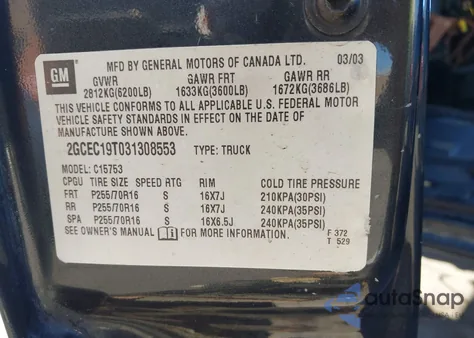 GM
MFD BY GENERAL MOTORS OF CANADA LTD. 03/03
GVWR GAWR FRT GAWR RR
2812KG(6200LB) 1633KG(3600LB) 1672KG(3686LB)
THIS VEHICLE CONFORMS TO ALL APPLICABLE U.S. FEDERAL MOTOR
VEHICLE SAFETY STANDARDS IN EFFECT ON THE DATE OF
MANUFACTURE SHOWN ABOVE.
2GCEC19T031308553 TYPE: TRUCK
MODEL: C15753
CPGU TIRE SIZE SPEED RTG RIM COLD TIRE PRESSURE
FRT P255/70R16 S 16X7J 210KPA(30PSI)
RR P255/70R16 S 16X7J 240KPA(35PSI)
SPA P255/70R16 S 16X6.5J 240KPA(35PSI)
SEE OWNER'S MANUAL FOR MORE INFORMATION. F 372
T 529
autoSnap